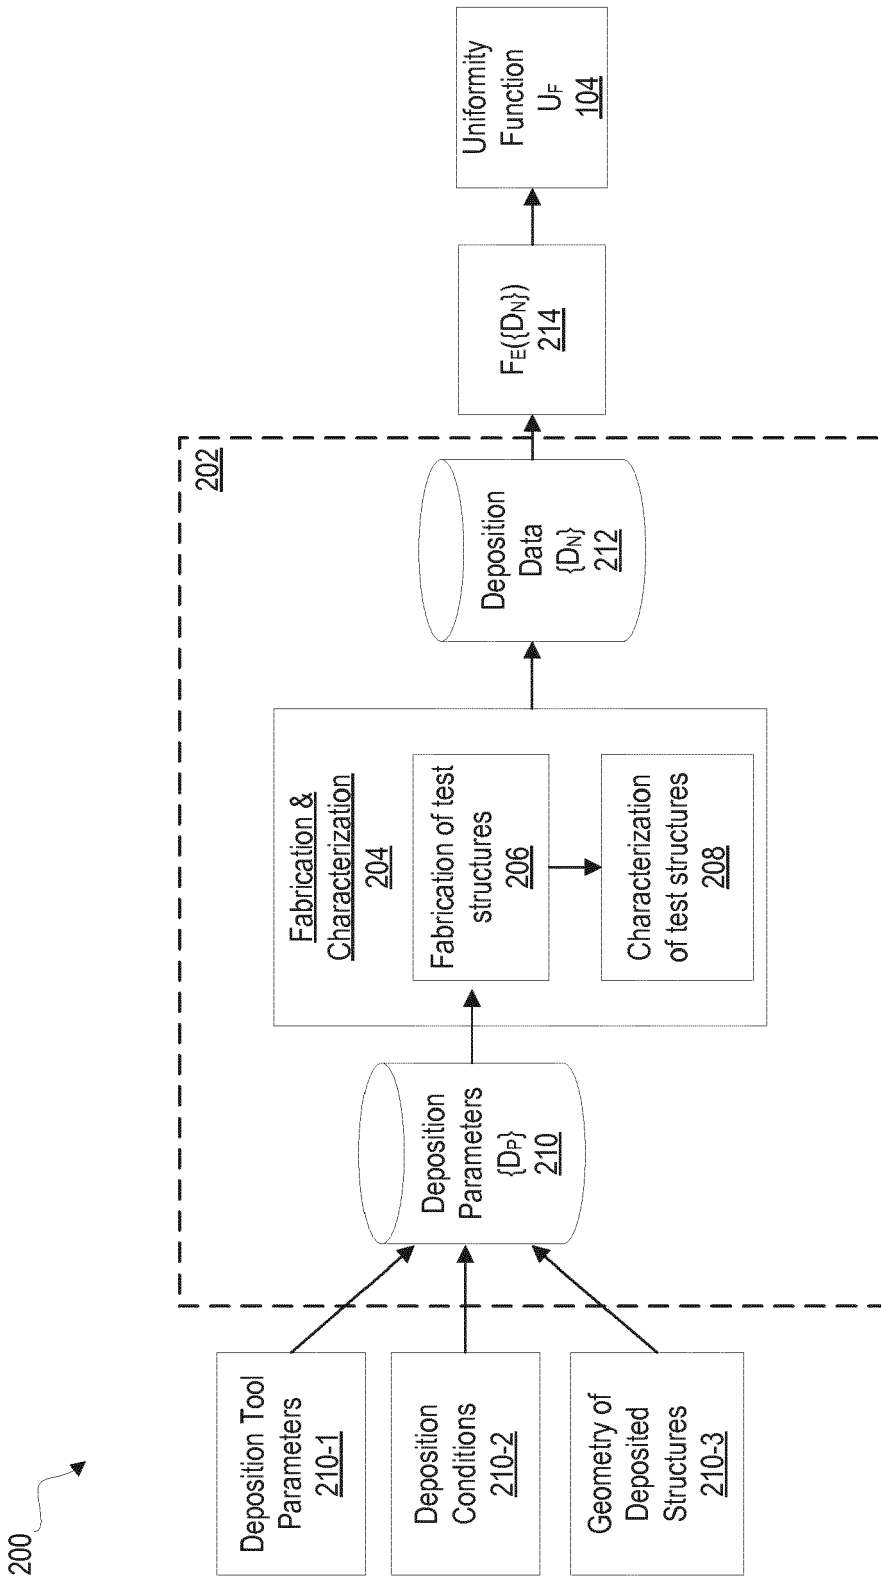 200
Deposition Tool
Parameters
210-1
Deposition
Conditions
210-2
Geometry of
Deposited
Structures
210-3
202
Deposition
Parameters
{DP}
210
Fabrication &
Characterization
204
Fabrication of test
structures
206
Characterization
of test structures
208
Deposition
Data
{DN}
212
FE({DN})
214
Uniformity
Function
UF
104